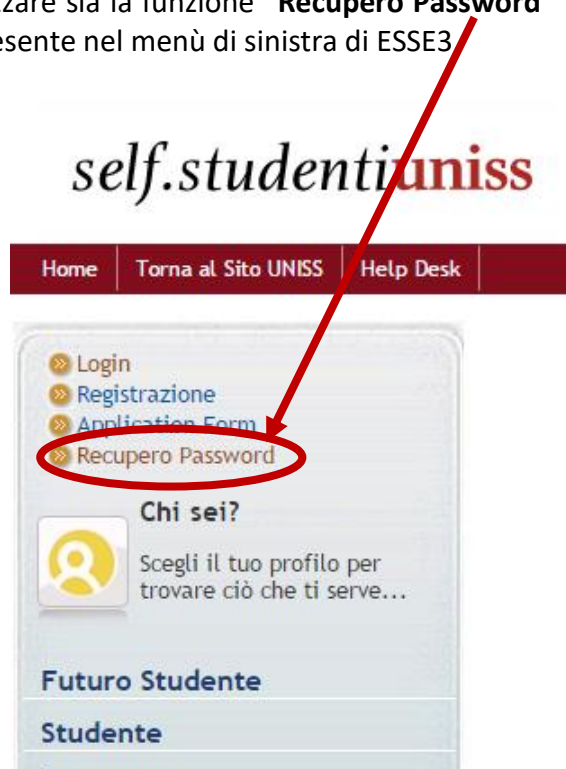 zare sia la funzione "Recupero Password
esente nel menù di sinistra di ESSE3
self.studentiuniss
Home Torna al Sito UNISS Help Desk
Login
Registrazione
Application Form
Recupero Password
Chi sei?
Scegli il tuo profilo per
trovare ciò che ti serve...
Futuro Studente
Studente